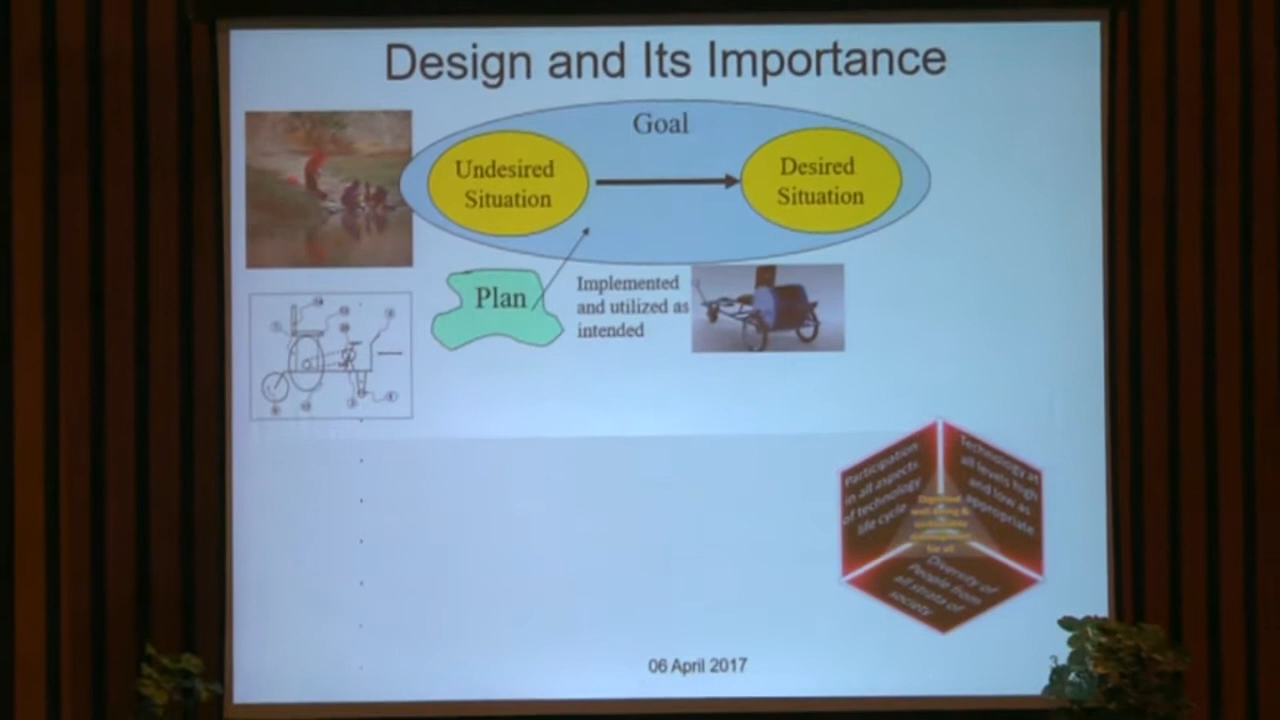 Design and Its Importance
Goal
Undesired
Situation
Desired
Situation
Plan
Implemented
and utilized as
intended
Participation
in all aspects
of technology
life cycle
Technology at
all levels high
and low as
appropriate
for all
Diversity of
People from
all strata of
society
06 April 2017